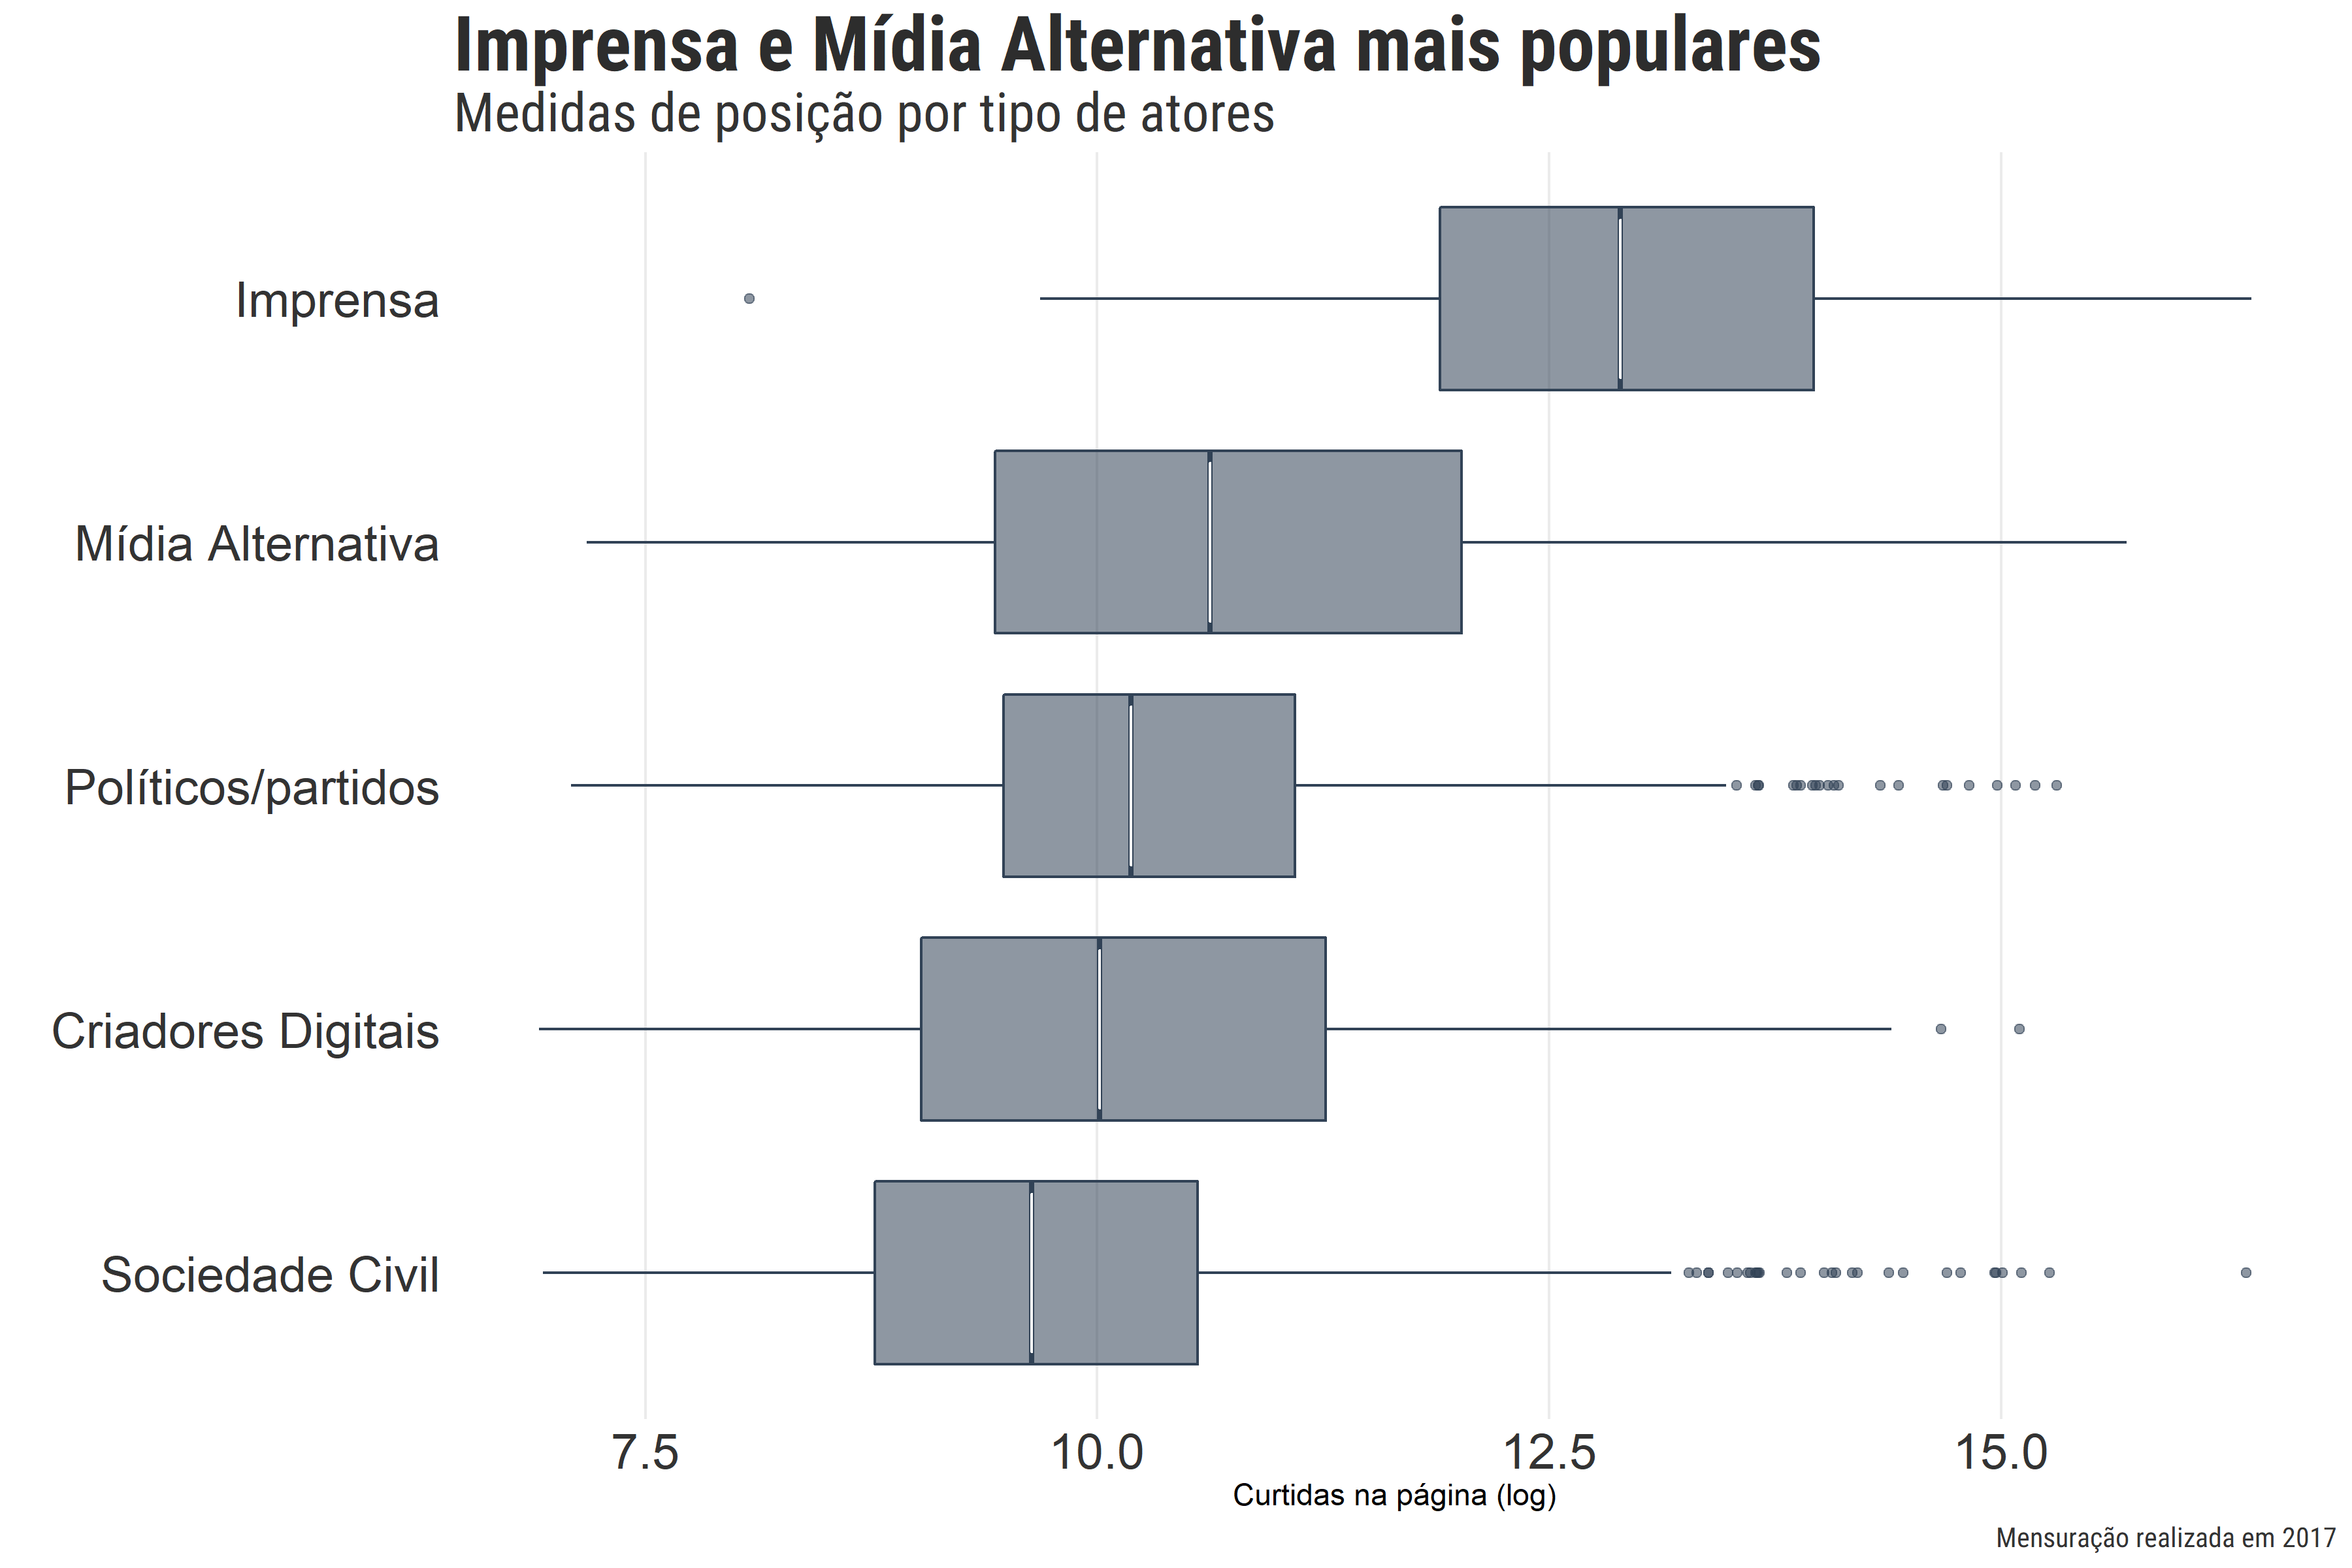 Imprensa e Mídia Alternativa mais populares
Medidas de posição por tipo de atores
Imprensa
Mídia Alternativa
Políticos/partidos
Criadores Digitais
Sociedade Civil
7.5 10.0 12.5 15.0
Curtidas na página (log)
Mensuração realizada em 2017